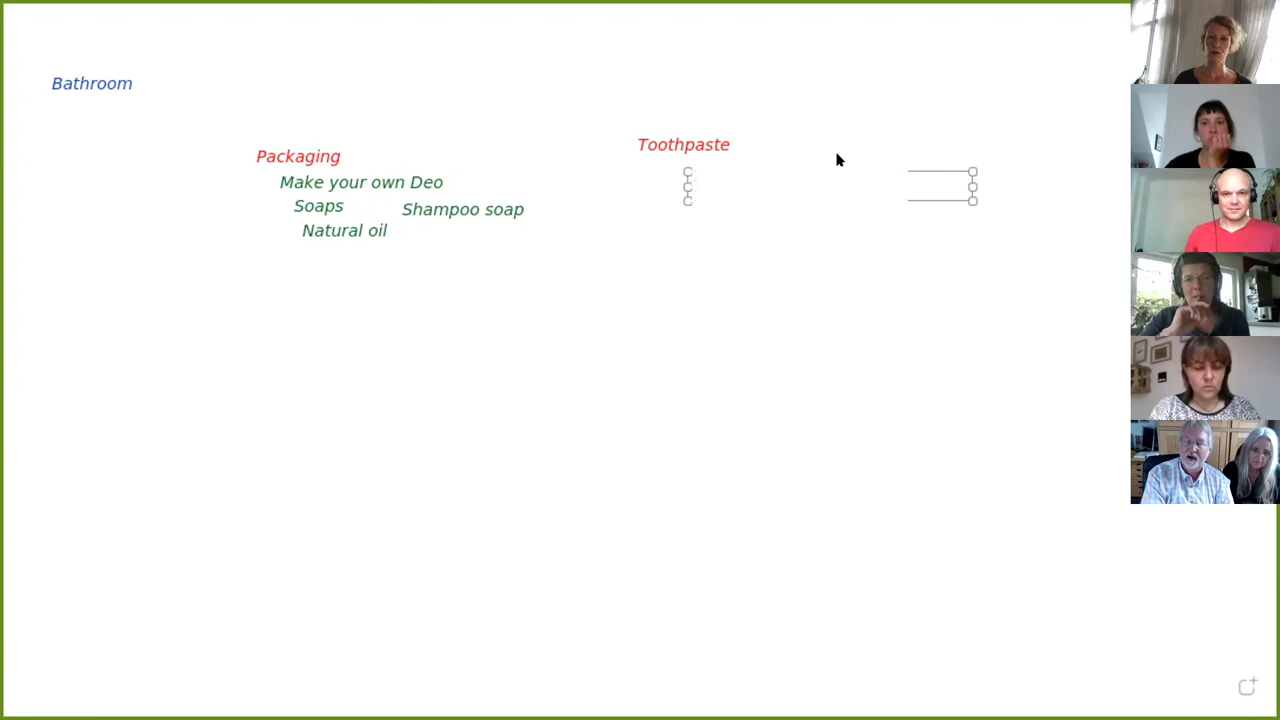 Bathroom
Packaging
Make your own Deo
Soaps
Shampoo soap
Natural oil
Toothpaste